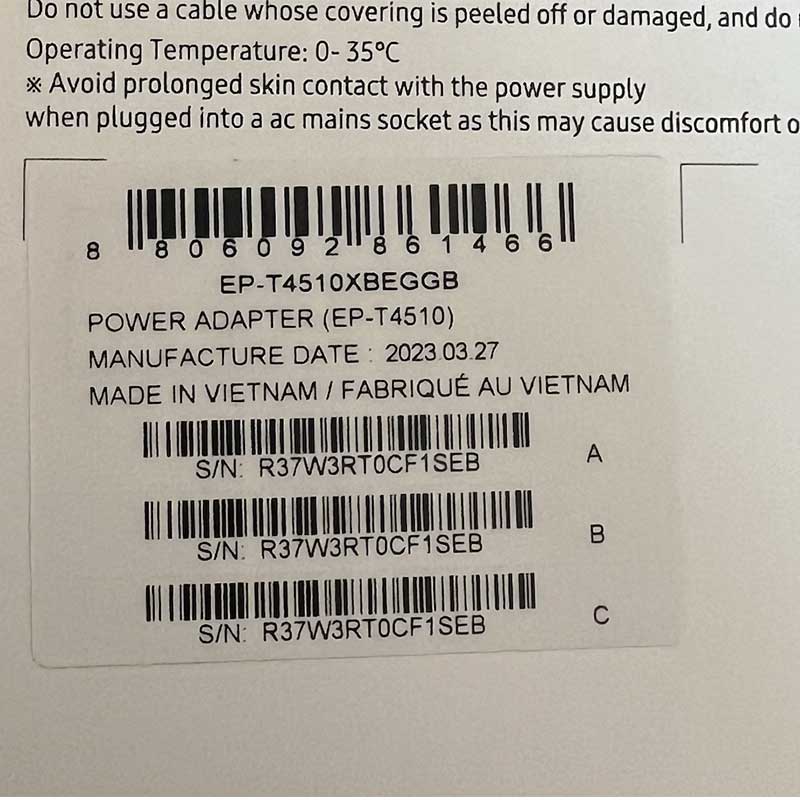 Do not use a cable whose covering is peeled off or damaged, and do
Operating Temperature: 0- 35°C
※ Avoid prolonged skin contact with the power supply
when plugged into a ac mains socket as this may cause discomfort o
8 806092 861466
EP-T4510XBEGGB
POWER ADAPTER (EP-T4510)
MANUFACTURE DATE : 2023.03.27
MADE IN VIETNAM / FABRIQUÉ AU VIETNAM
S/N: R37W3RT0CF1SEB A
S/N: R37W3RT0CF1SEB B
S/N: R37W3RT0CF1SEB C